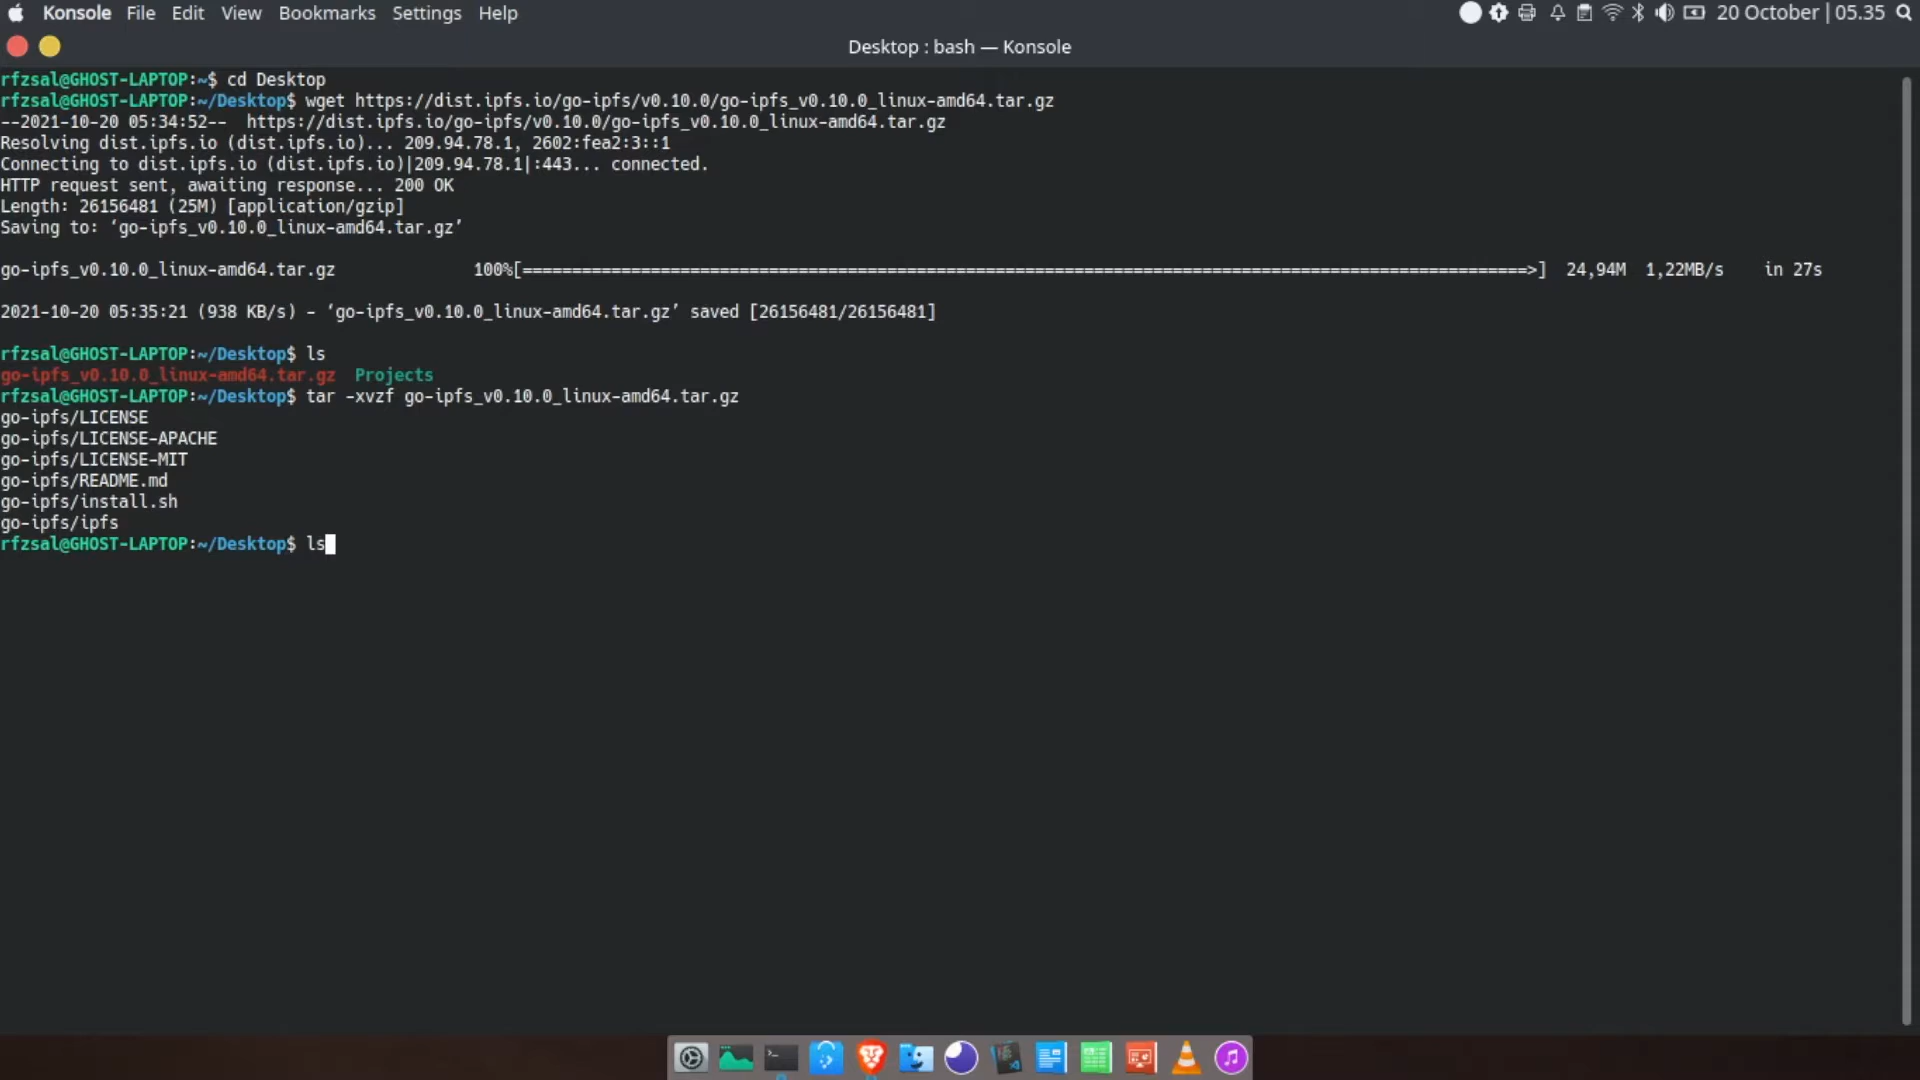 Konsole File Edit View Bookmarks Settings Help 20 October | 05.35
Desktop : bash — Konsole
rfzsal@GHOST-LAPTOP:~$ cd Desktop
rfzsal@GHOST-LAPTOP:~/Desktop$ wget https://dist.ipfs.io/go-ipfs/v0.10.0/go-ipfs_v0.10.0_linux-amd64.tar.gz
--2021-10-20 05:34:52--  https://dist.ipfs.io/go-ipfs/v0.10.0/go-ipfs_v0.10.0_linux-amd64.tar.gz
Resolving dist.ipfs.io (dist.ipfs.io)... 209.94.78.1, 2602:fea2:3::1
Connecting to dist.ipfs.io (dist.ipfs.io)|209.94.78.1|:443... connected.
HTTP request sent, awaiting response... 200 OK
Length: 26156481 (25M) [application/gzip]
Saving to: ‘go-ipfs_v0.10.0_linux-amd64.tar.gz’
go-ipfs_v0.10.0_linux-amd64.tar.gz 100%[======================================================================================================>] 24,94M 1,22MB/s in 27s
2021-10-20 05:35:21 (938 KB/s) - ‘go-ipfs_v0.10.0_linux-amd64.tar.gz’ saved [26156481/26156481]
rfzsal@GHOST-LAPTOP:~/Desktop$ ls
go-ipfs_v0.10.0_linux-amd64.tar.gz  Projects
rfzsal@GHOST-LAPTOP:~/Desktop$ tar -xvzf go-ipfs_v0.10.0_linux-amd64.tar.gz
go-ipfs/LICENSE
go-ipfs/LICENSE-APACHE
go-ipfs/LICENSE-MIT
go-ipfs/README.md
go-ipfs/install.sh
go-ipfs/ipfs
rfzsal@GHOST-LAPTOP:~/Desktop$ ls